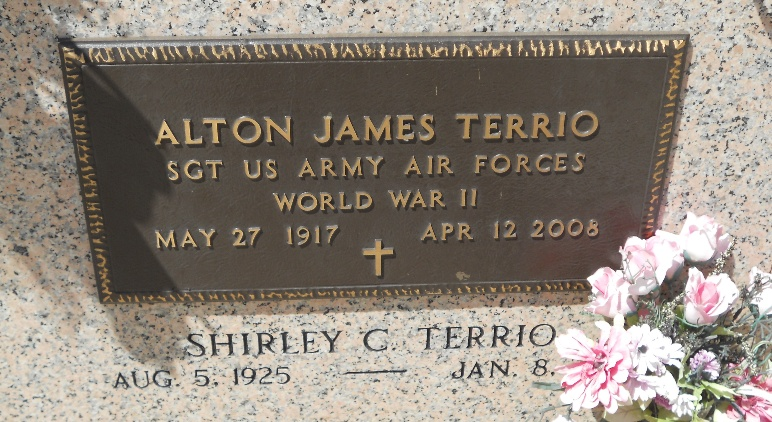 ALTON JAMES TERRIO
SGT US ARMY AIR FORCES
WORLD WAR II
MAY 27 1917 APR 12 2008
SHIRLEY C. TERRIO
AUG. 5, 1925 — JAN. 8,